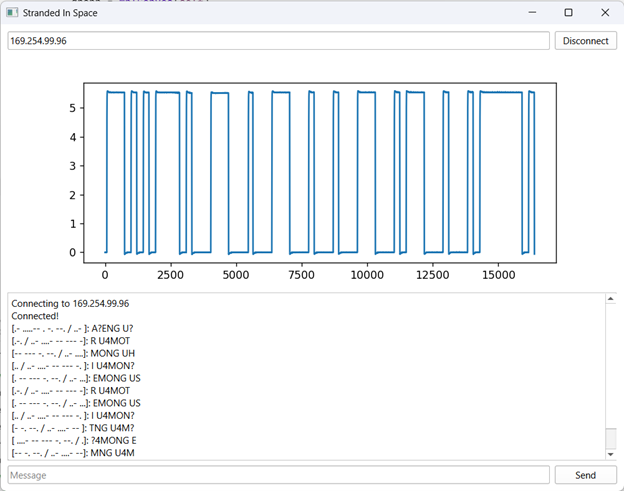 Stranded In Space
169.254.99.96 Disconnect
5
4
3
2
1
0
0 2500 5000 7500 10000 12500 15000
Connecting to 169.254.99.96
Connected!
[.- .....-- . -. --. / ..- ]: A?ENG U?
[.-. / ..- ....- -- --- -]: R U4MOT
[-- --- -. --. / ..- ....]: MONG UH
[.. / ..- ....- -- --- -. ]: I U4MON?
[. -- --- -. --. / ..- ...]: EMONG US
[.-. / ..- ....- -- --- -]: R U4MOT
[. -- --- -. --. / ..- ...]: EMONG US
[.. / ..- ....- -- --- -. ]: I U4MON?
[- -. --. / ..- ....- -- ]: TNG U4M?
[ ....- -- --- -. --. / .]: ?4MONG E
[-- -. --. / ..- ....- --]: MNG U4M
Message Send